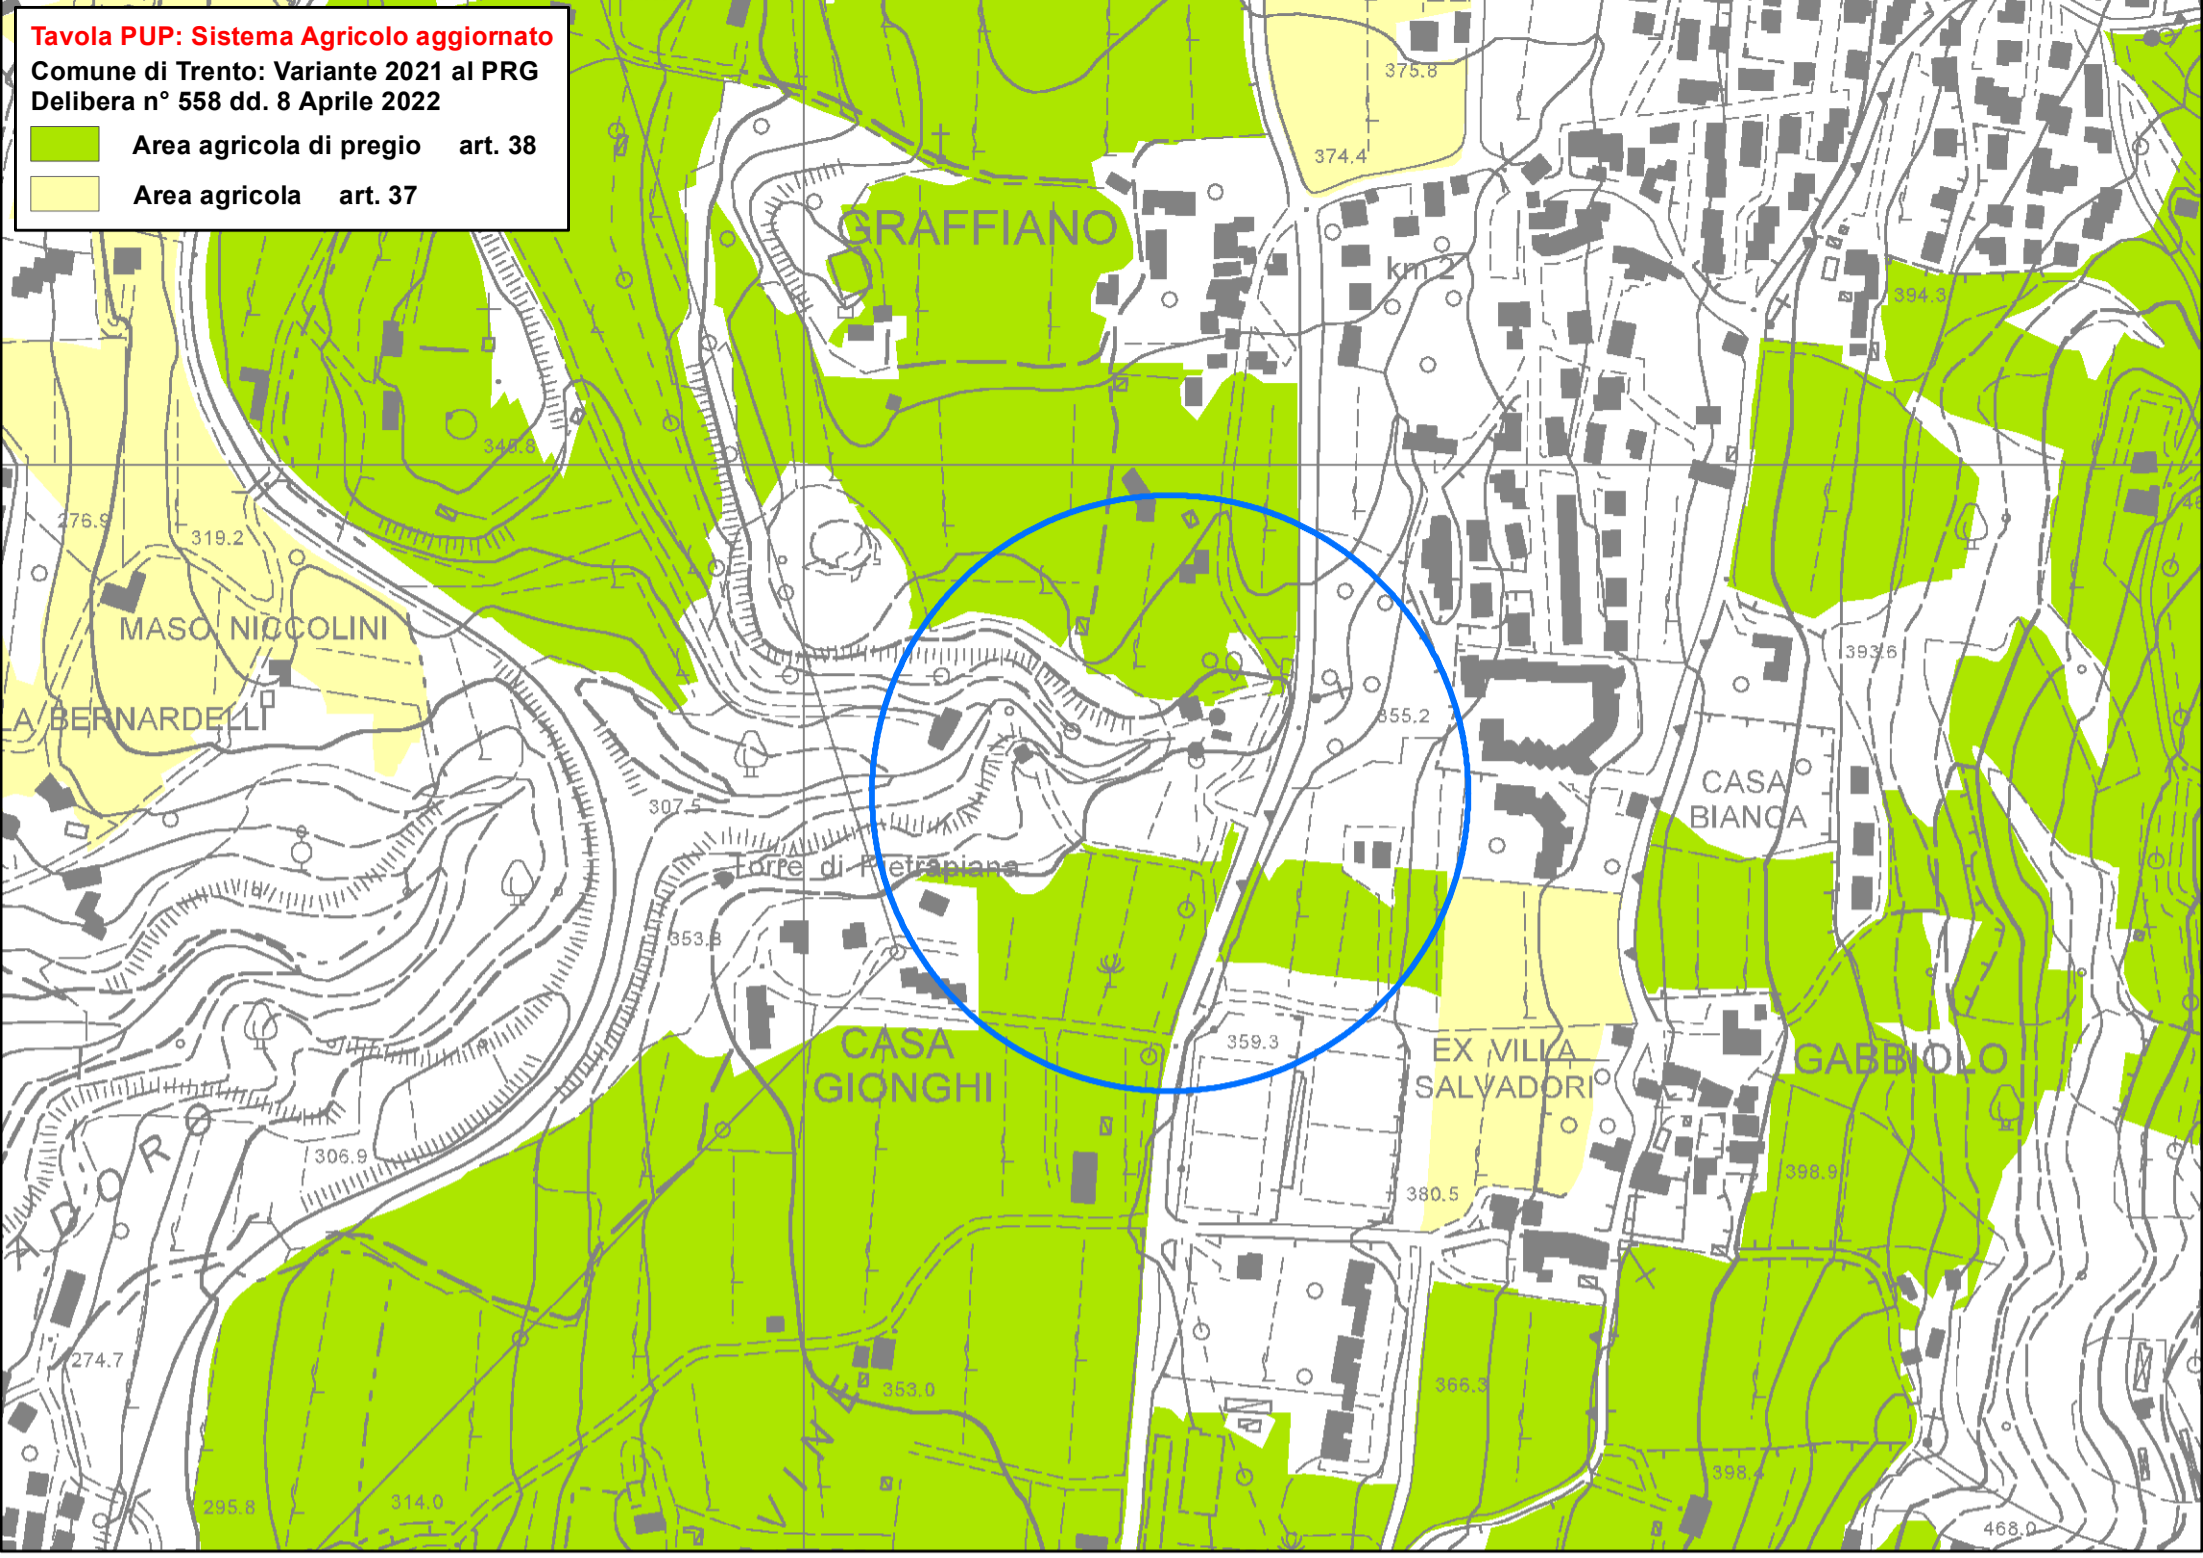 Tavola PUP: Sistema Agricolo aggiornato
Comune di Trento: Variante 2021 al PRG
Delibera n° 558 dd. 8 Aprile 2022
Area agricola di pregio art. 38
Area agricola art. 37
375.8
374.4
GRAFFIANO
km 2
394.3
349.8
276.9
319.2
MASO NICCOLINI
393.6
A BERNARDELLI
355.2
CASA
BIANCA
307.5
Torre di Pietrapiana
353.8
359.3
CASA
GIONGHI
EX VILLA
SALVADORI
GABBIOLO
306.9
ADORO
398.9
380.5
274.7
353.0
366.3
VINE
398.4
295.8
314.0
468.0